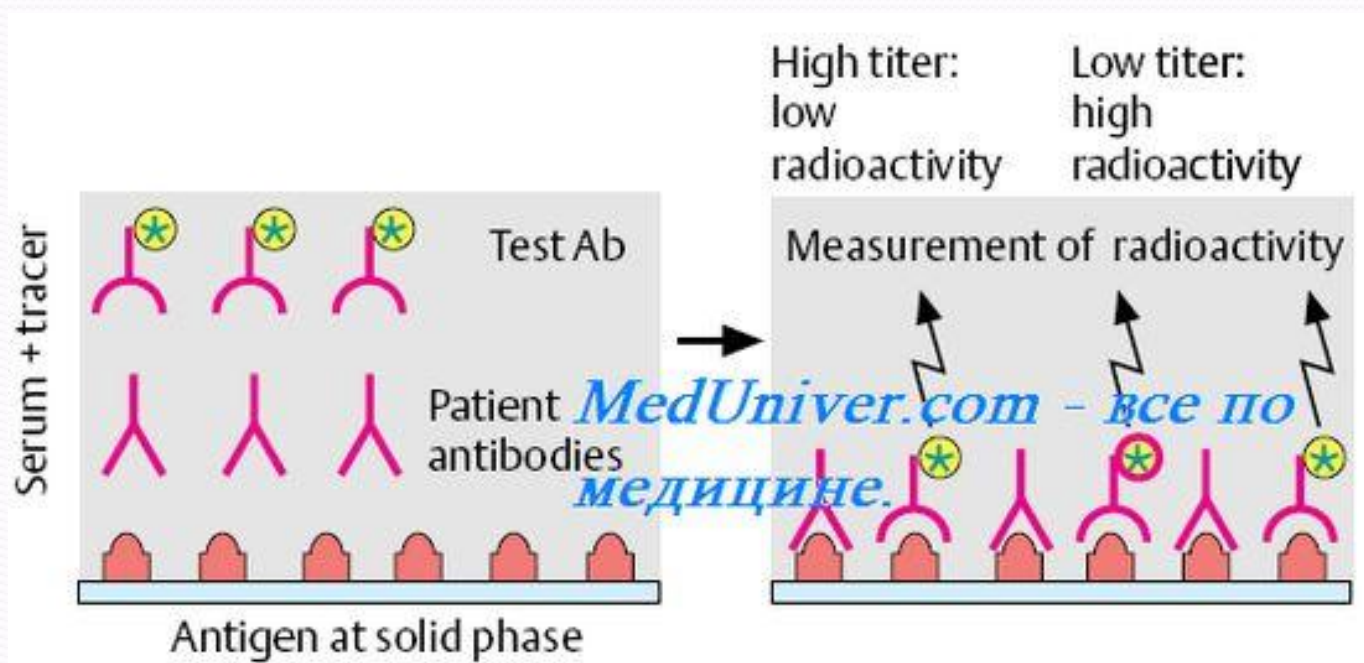 High titer:
low
radioactivity
Low titer:
high
radioactivity
Serum + tracer
Test Ab
Patient
antibodies
Measurement of radioactivity
MedUniver.com - все по
медицине.
Antigen at solid phase